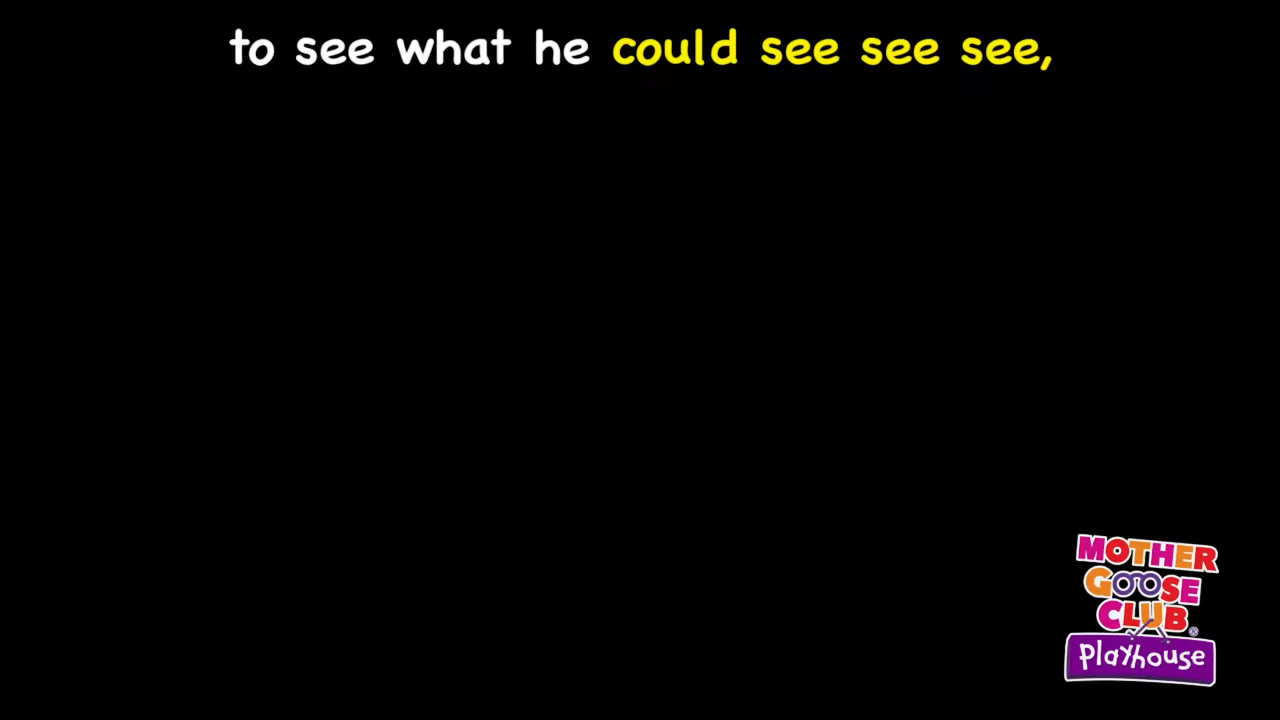 to see what he could see see see,
MOTHER
GOOSE
CLUB®
Playhouse